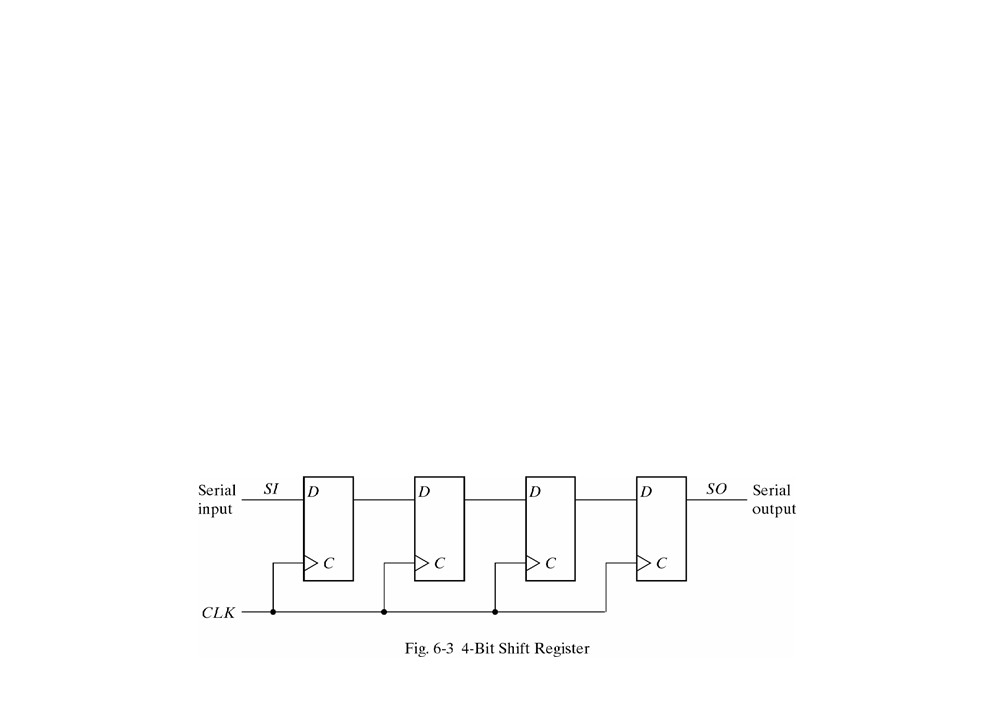 Serial input
SI
D
D
D
D
SO
Serial output
C
C
C
C
CLK
Fig. 6-3 4-Bit Shift Register